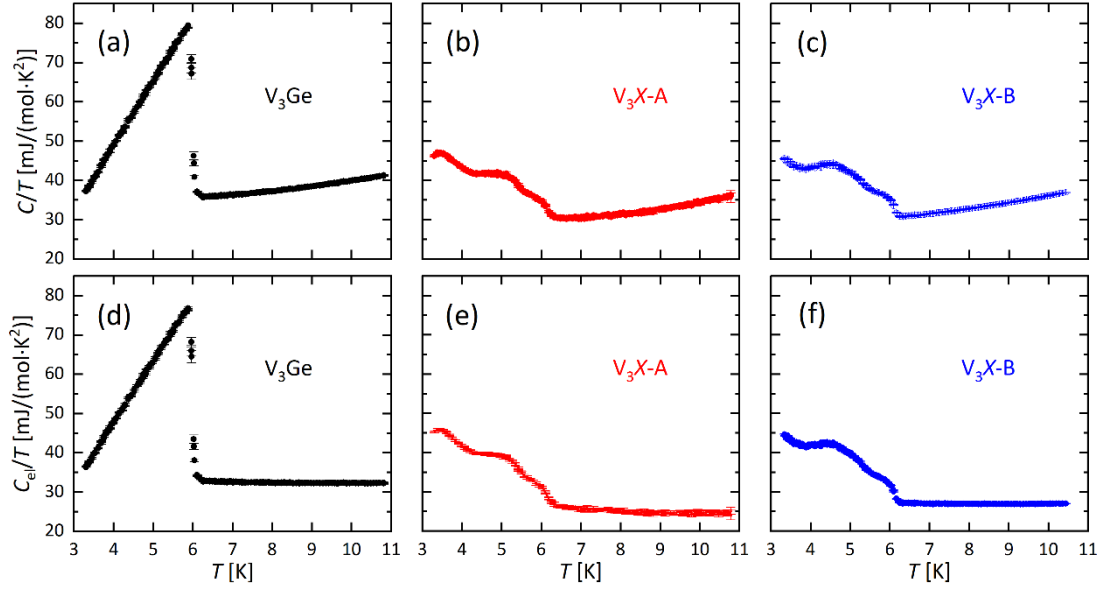 (a)
(b)
(c)
V₃Ge
V₃X-A
V₃X-B
C/T [mJ/(mol·K²)]
80
70
60
50
40
30
20
(d)
(e)
(f)
V₃Ge
V₃X-A
V₃X-B
Cₑₗ/T [mJ/(mol·K²)]
80
70
60
50
40
30
20
3 4 5 6 7 8 9 10 11
3 4 5 6 7 8 9 10 11
3 4 5 6 7 8 9 10 11
T [K]
T [K]
T [K]